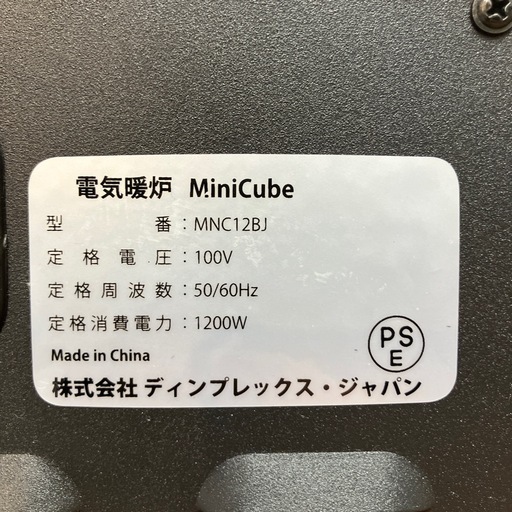 電気暖炉 MiniCube
型番：MNC12BJ
定格電圧：100V
定格周波数：50/60Hz
定格消費電力：1200W
PS
E
Made in China
株式会社 ディンプレックス・ジャパン